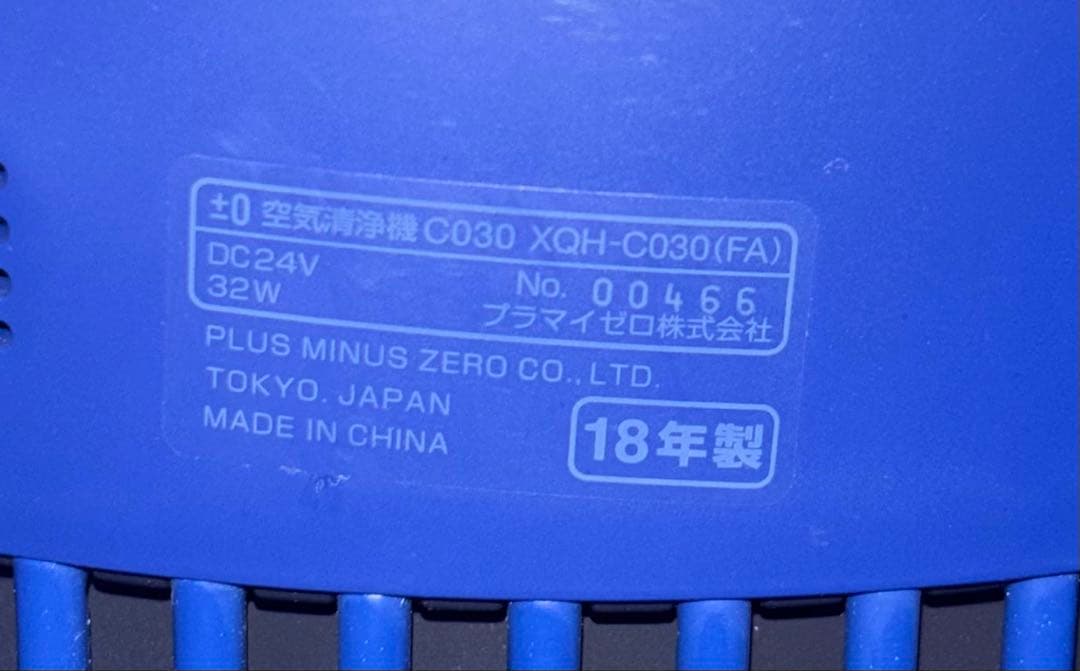 ±0 空気清浄機 C030 XQH-C030(FA)
DC24V
32W
No. 00466
プラマイゼロ株式会社
PLUS MINUS ZERO CO., LTD.
TOKYO. JAPAN
MADE IN CHINA
18年製